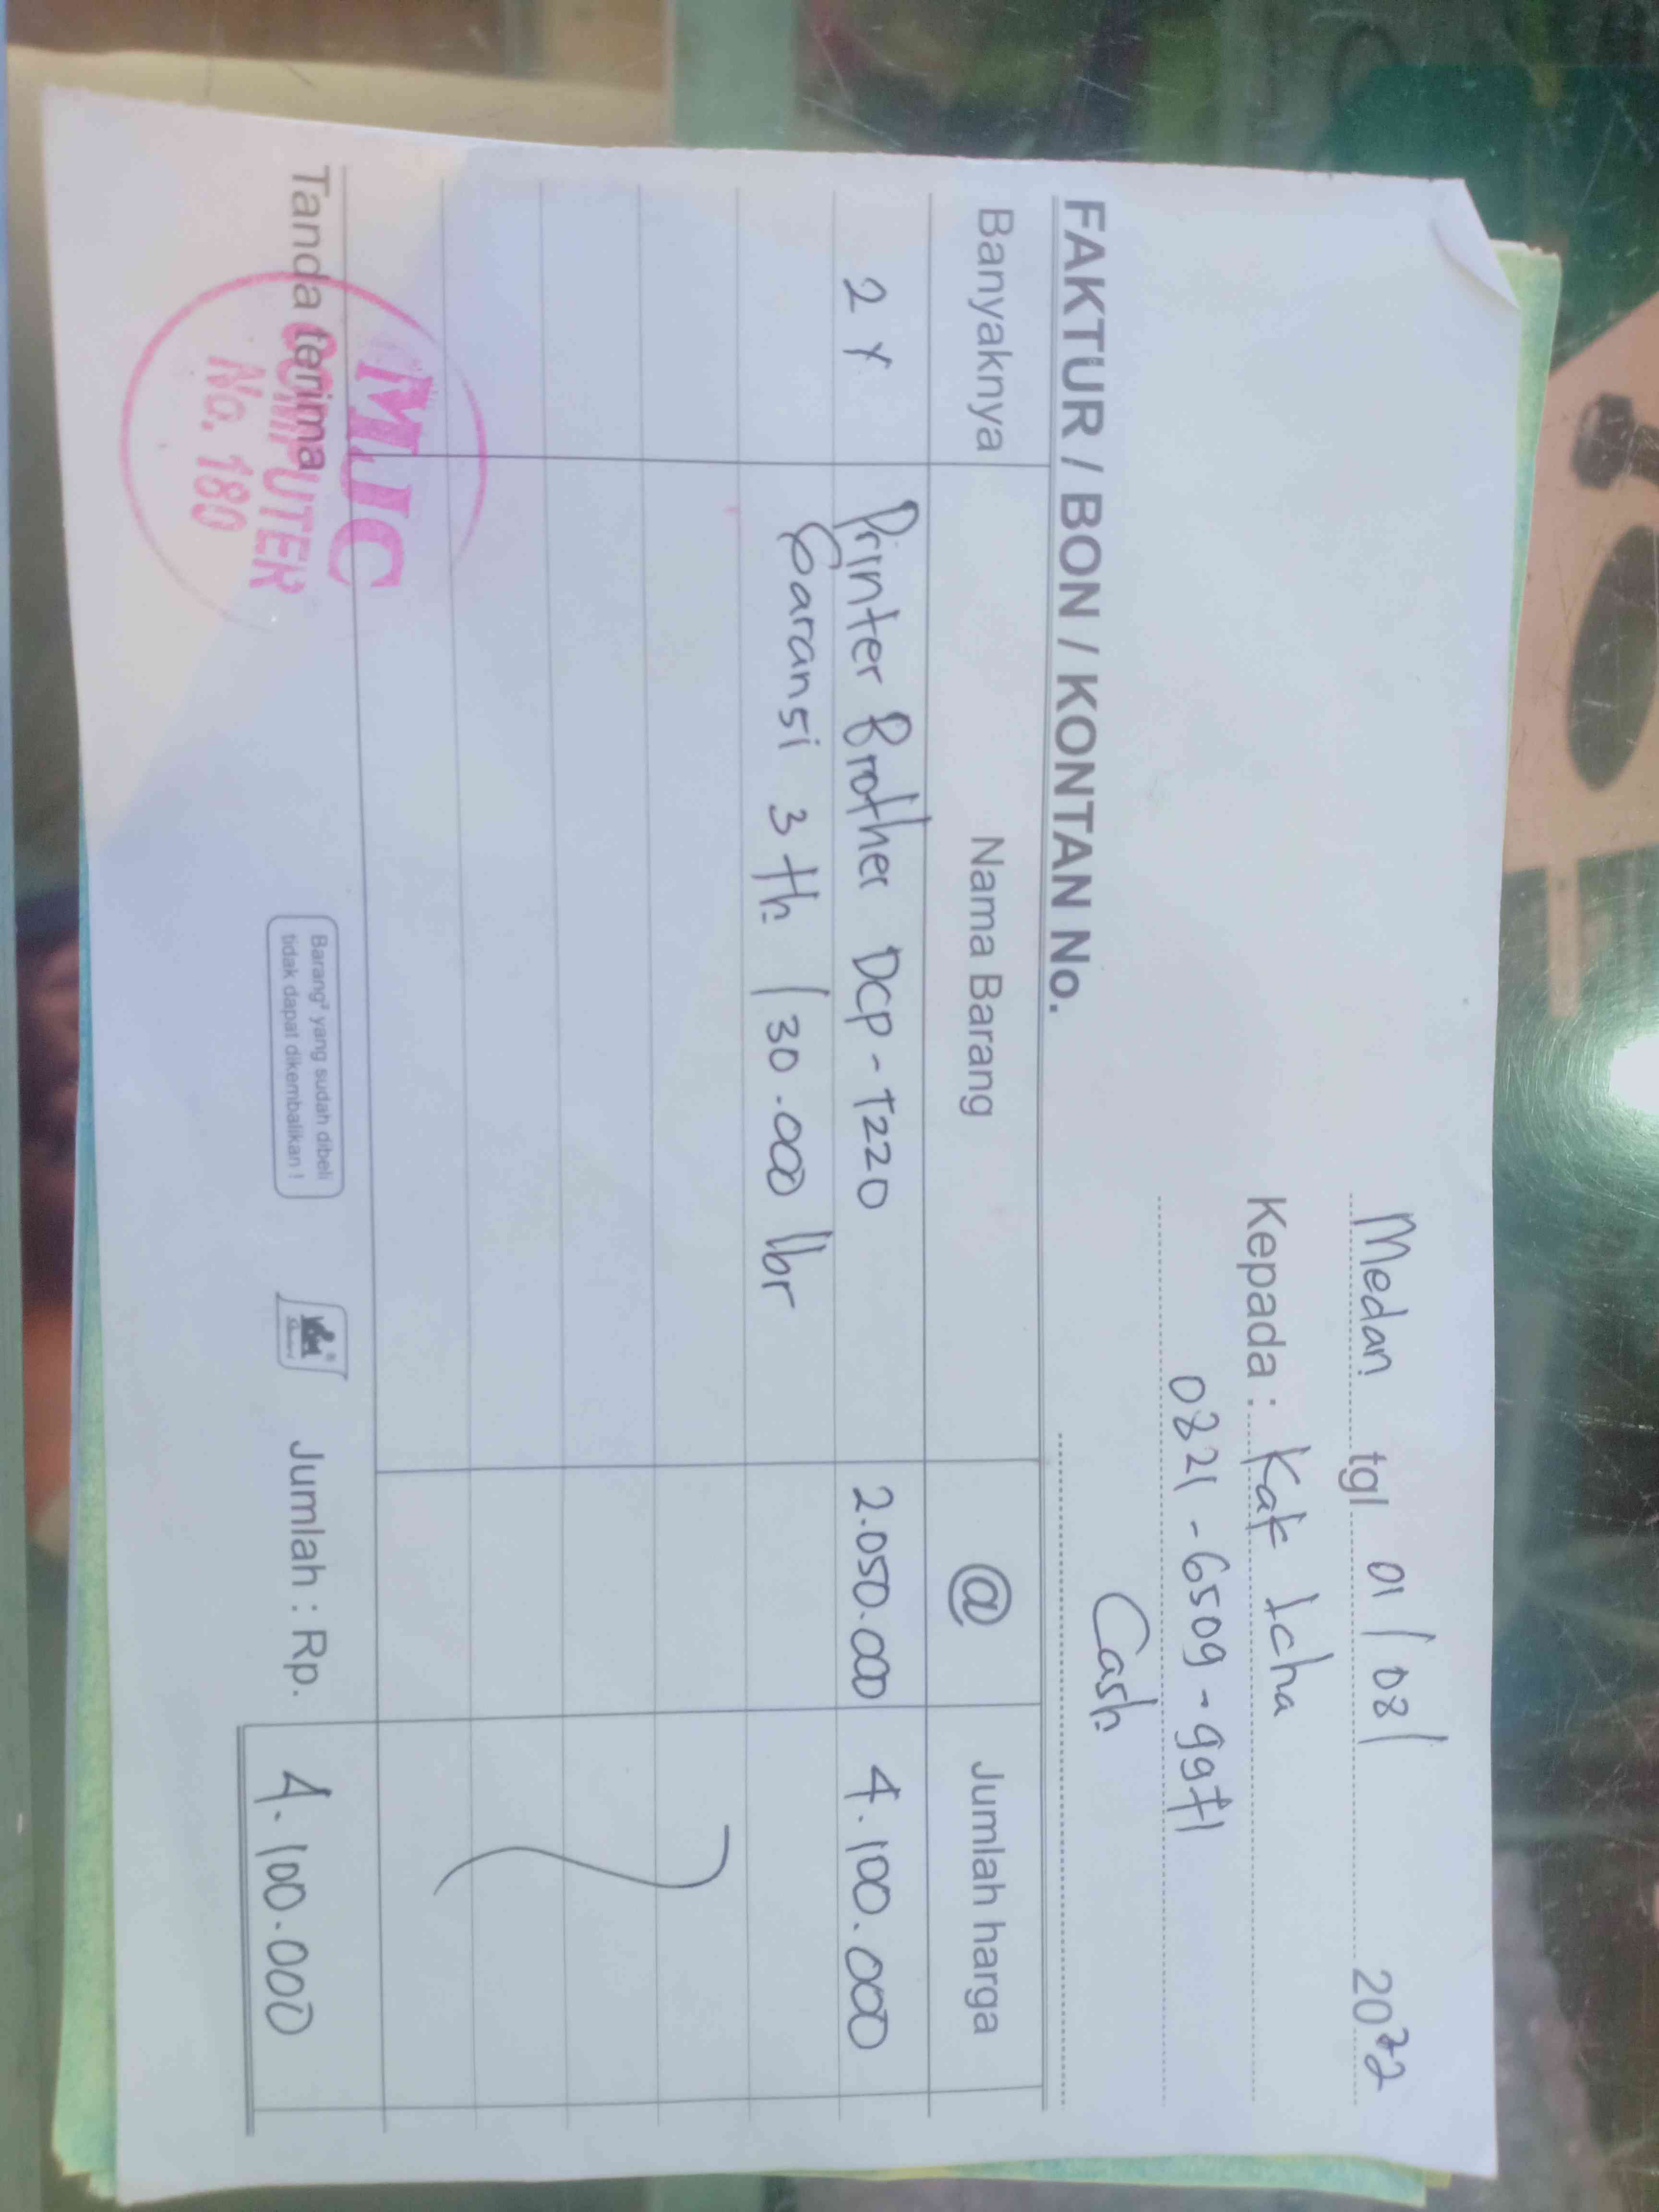 Medan tgl 01/08/ 2022
Kepada : Kak Icha
0821-6509-9971
Cash
FAKTUR / BON / KONTAN No.
Banyaknya Nama Barang @ Jumlah harga
2 x Printer Brother DCP-T220 2.050.000 4.100.000
Garansi 3 th / 30.000 lbr
Tanda terima
MJC
COMPUTER
No. 180
Barang² yang sudah dibeli
tidak dapat dikembalikan !
Jumlah : Rp. 4.100.000